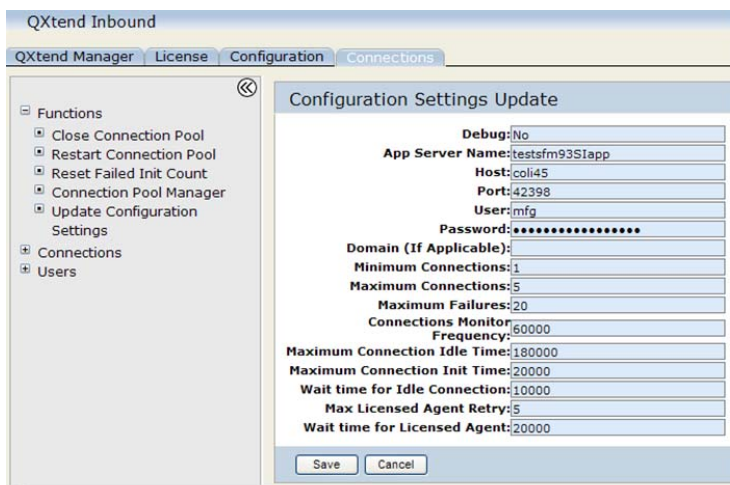 QXtend Inbound
QXtend Manager License Configuration Connections
Functions
Close Connection Pool
Restart Connection Pool
Reset Failed Init Count
Connection Pool Manager
Update Configuration
Settings
Connections
Users
Configuration Settings Update
Debug: No
App Server Name: testsfm93SIapp
Host: coli45
Port: 42398
User: mfg
Password: •••••••••••••••••
Domain (If Applicable):
Minimum Connections: 1
Maximum Connections: 5
Maximum Failures: 20
Connections Monitor
Frequency: 60000
Maximum Connection Idle Time: 180000
Maximum Connection Init Time: 20000
Wait time for Idle Connection: 10000
Max Licensed Agent Retry: 5
Wait time for Licensed Agent: 20000
Save Cancel